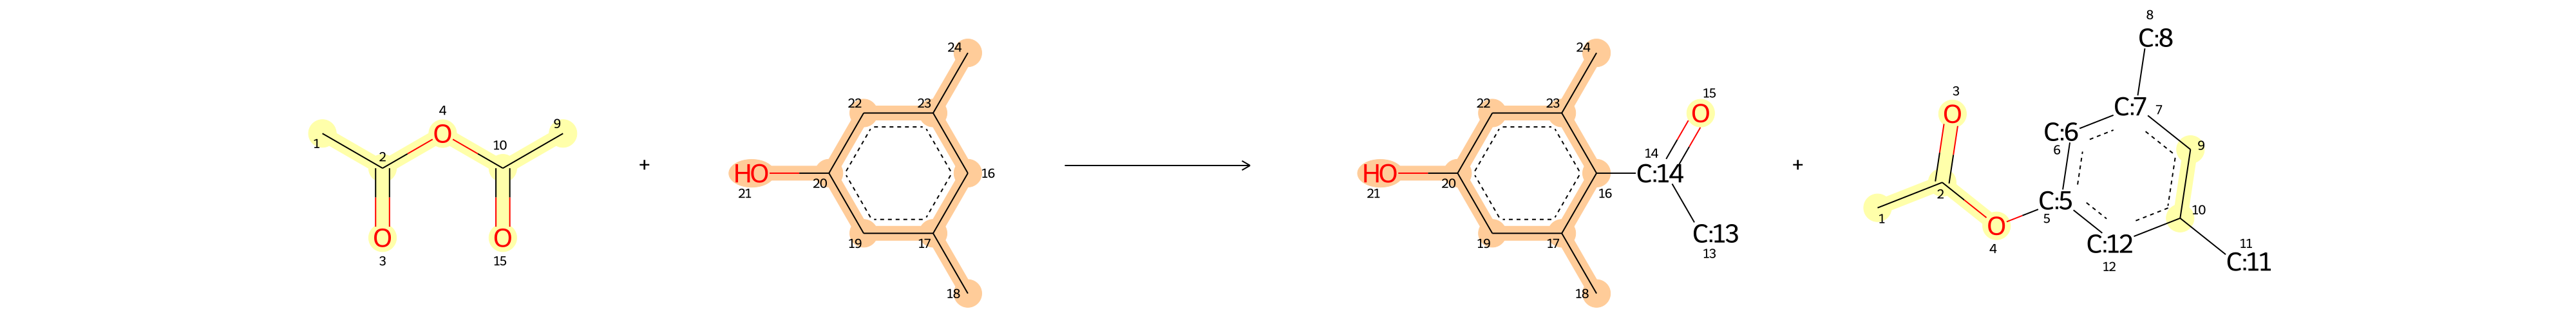 1 2 O 3 4 O 10 9 O 15
+
HO 21 20 22 23 24 16 17 18 19
HO 21 20 22 23 24 16 17 18 19 C:14 14 O 15 C:13 13
+
1 2 O 3 O 4 C:5 5 C:6 6 C:7 7 C:8 8 9 10 C:11 11 C:12 12